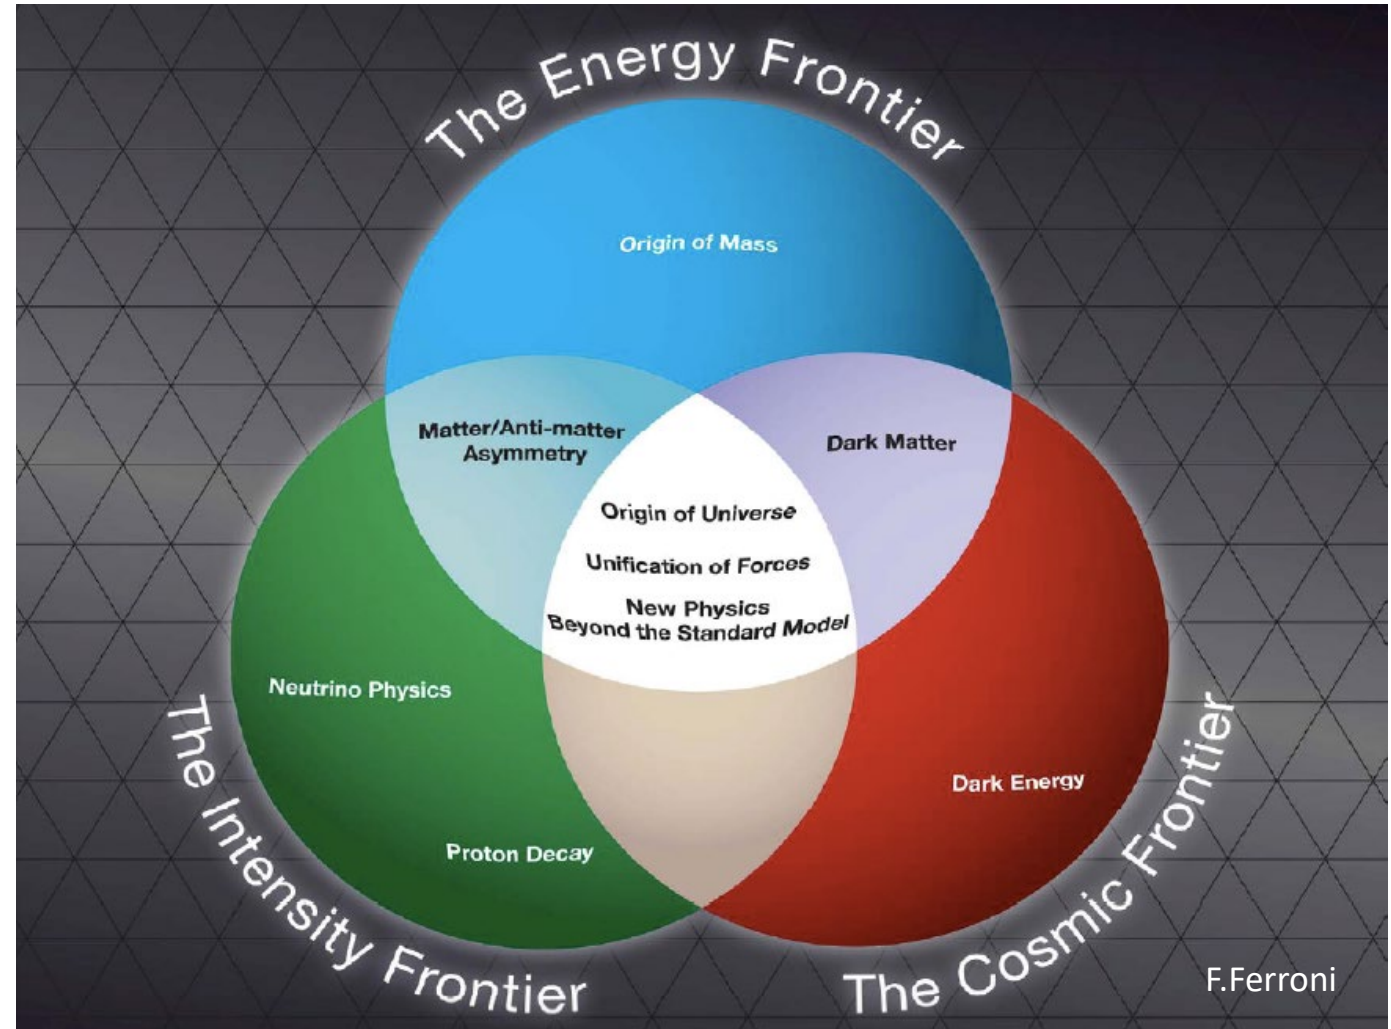 The Energy Frontier
Origin of Mass
Matter/Anti-matter
Asymmetry
Dark Matter
Origin of Universe
Unification of Forces
New Physics
Beyond the Standard Model
Neutrino Physics
Dark Energy
Proton Decay
The Intensity Frontier
The Cosmic Frontier
F.Ferroni